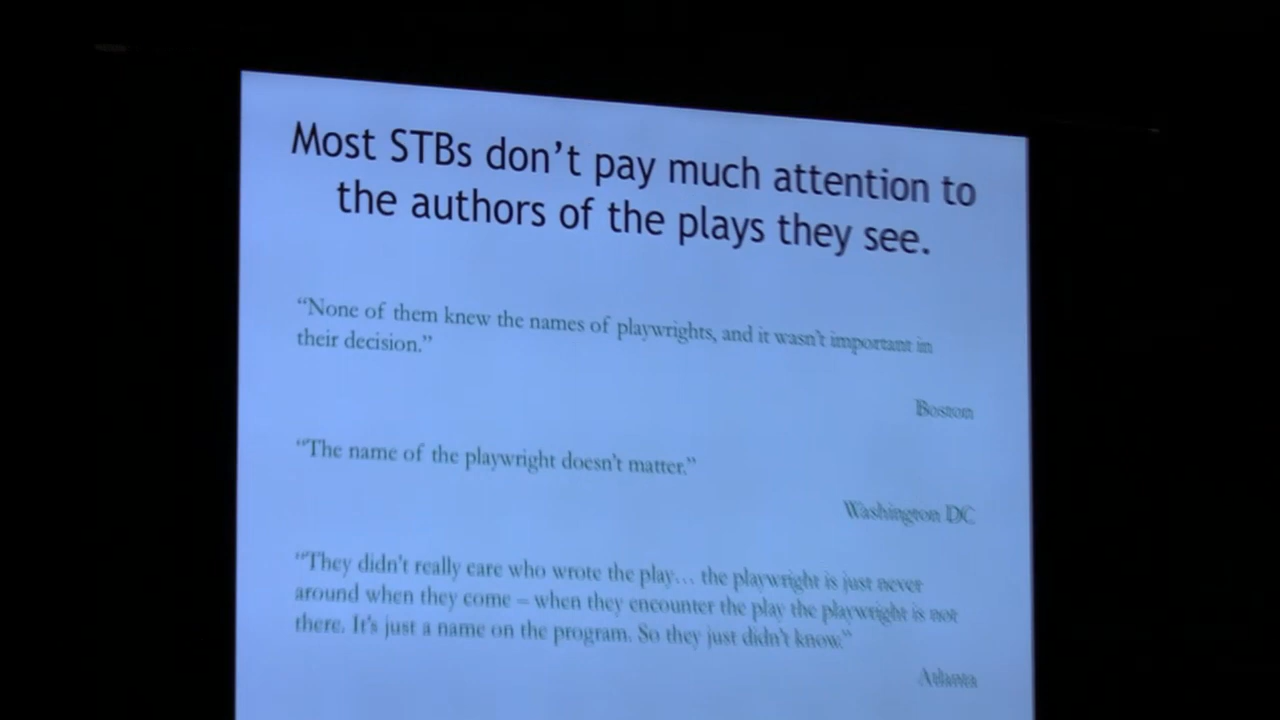 Most STBs don't pay much attention to
the authors of the plays they see.
“None of them knew the names of playwrights, and it wasn't important in
their decision.”
Boston
“The name of the playwright doesn't matter.”
Washington DC
“They didn't really care who wrote the play… the playwright is just never
around when they come – when they encounter the play the playwright is not
there. It's just a name on the program. So they just didn't know.”
Atlanta